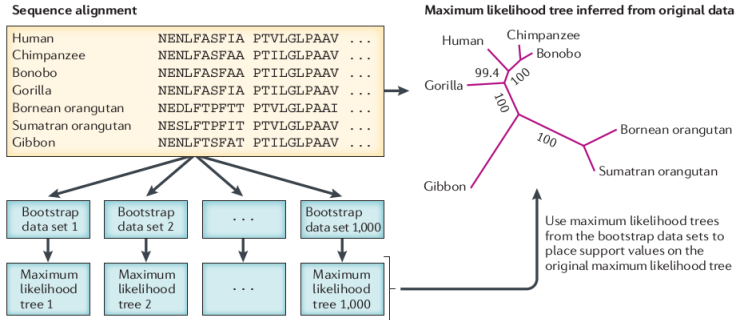 Sequence alignment
Human NENLFASFIA PTVLGLPAAV ...
Chimpanzee NENLFASFAA PTILGLPAAV ...
Bonobo NENLFASFAA PTILGLPAAV ...
Gorilla NENLFASFIA PTILGLPAAV ...
Bornean orangutan NEDLFTPFTT PTVLGLPAAI ...
Sumatran orangutan NESLFTPFIT PTVLGLPAAV ...
Gibbon NENLFTSFAT PTILGLPAAV ...
Bootstrap
data set 1
Bootstrap
data set 2
...
Bootstrap
data set 1,000
Maximum
likelihood
tree 1
Maximum
likelihood
tree 2
...
Maximum
likelihood
tree 1,000
Maximum likelihood tree inferred from original data
Human
Chimpanzee
Bonobo
Gorilla
99.4
100
100
100
Bornean orangutan
Sumatran orangutan
Gibbon
Use maximum likelihood trees
from the bootstrap data sets to
place support values on the
original maximum likelihood tree